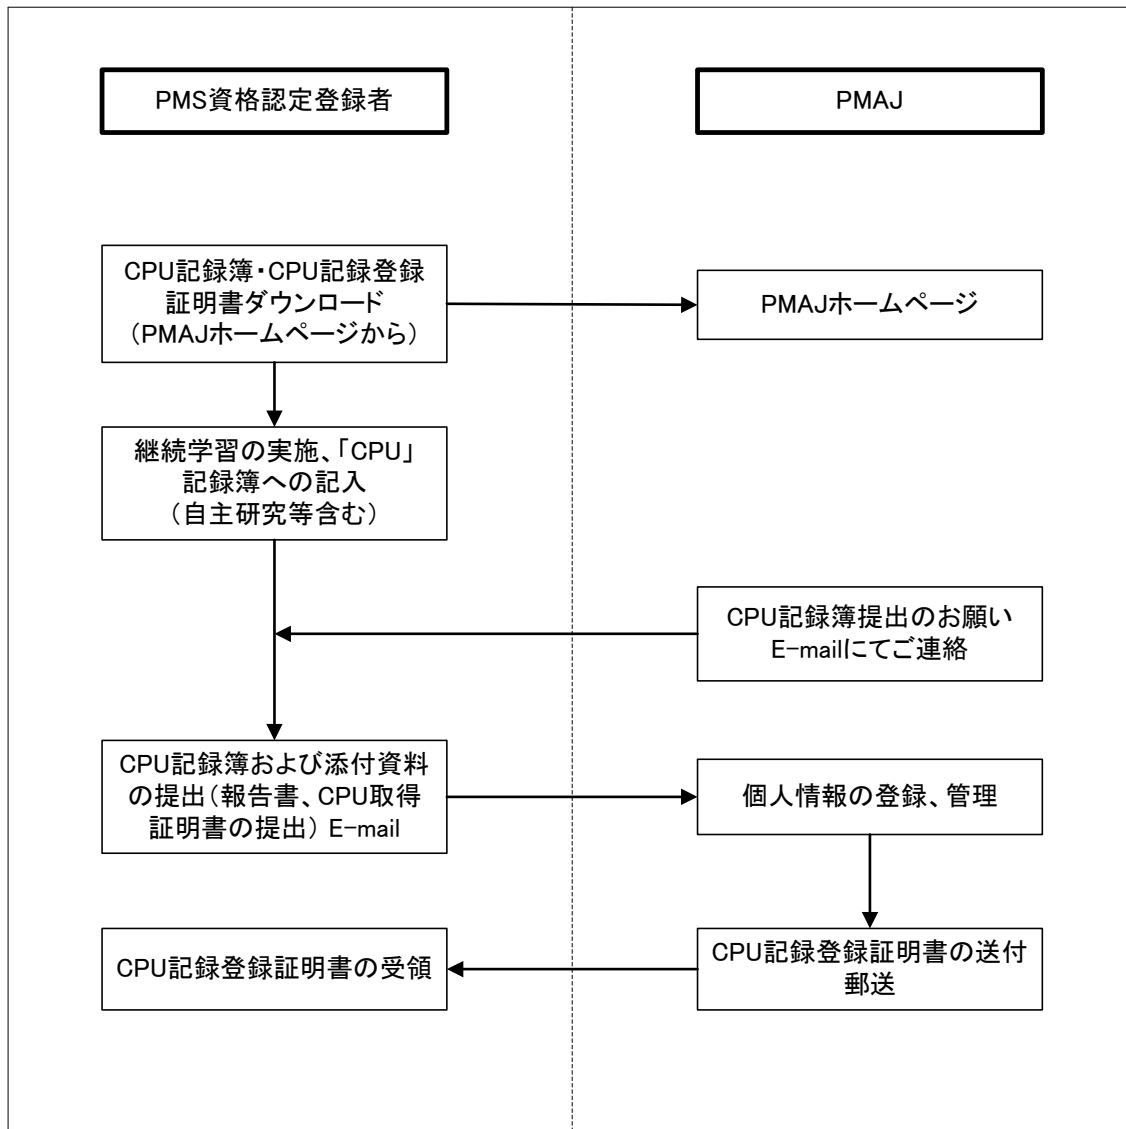 PMS資格認定登録者
PMAJ
CPU記録簿・CPU記録登録
証明書ダウンロード
（PMAJホームページから）
PMAJホームページ
継続学習の実施、「CPU」
記録簿への記入
（自主研究等含む）
CPU記録簿提出のお願い
E-mailにてご連絡
CPU記録簿および添付資料
の提出（報告書、CPU取得
証明書の提出） E-mail
個人情報の登録、管理
CPU記録登録証明書の受領
CPU記録登録証明書の送付
郵送